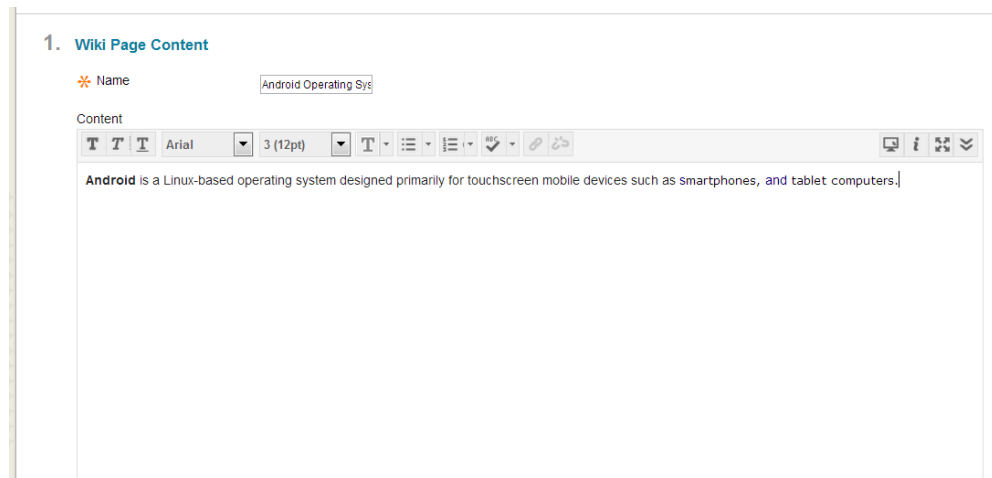 1. Wiki Page Content
Name
Android Operating Sys
Content
T T T Arial 3 (12pt) T ABC i
Android is a Linux-based operating system designed primarily for touchscreen mobile devices such as smartphones, and tablet computers.